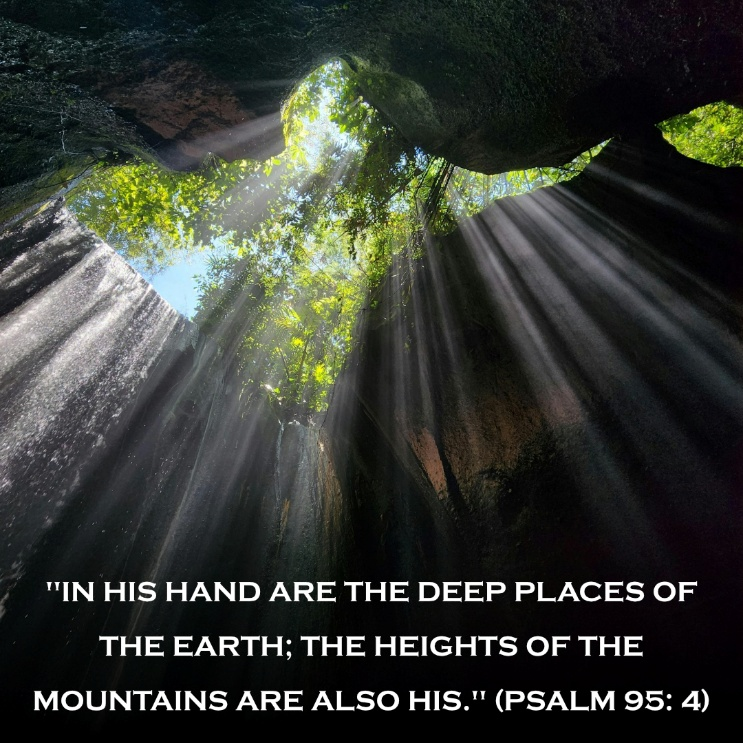 "IN HIS HAND ARE THE DEEP PLACES OF
THE EARTH; THE HEIGHTS OF THE
MOUNTAINS ARE ALSO HIS." (PSALM 95: 4)